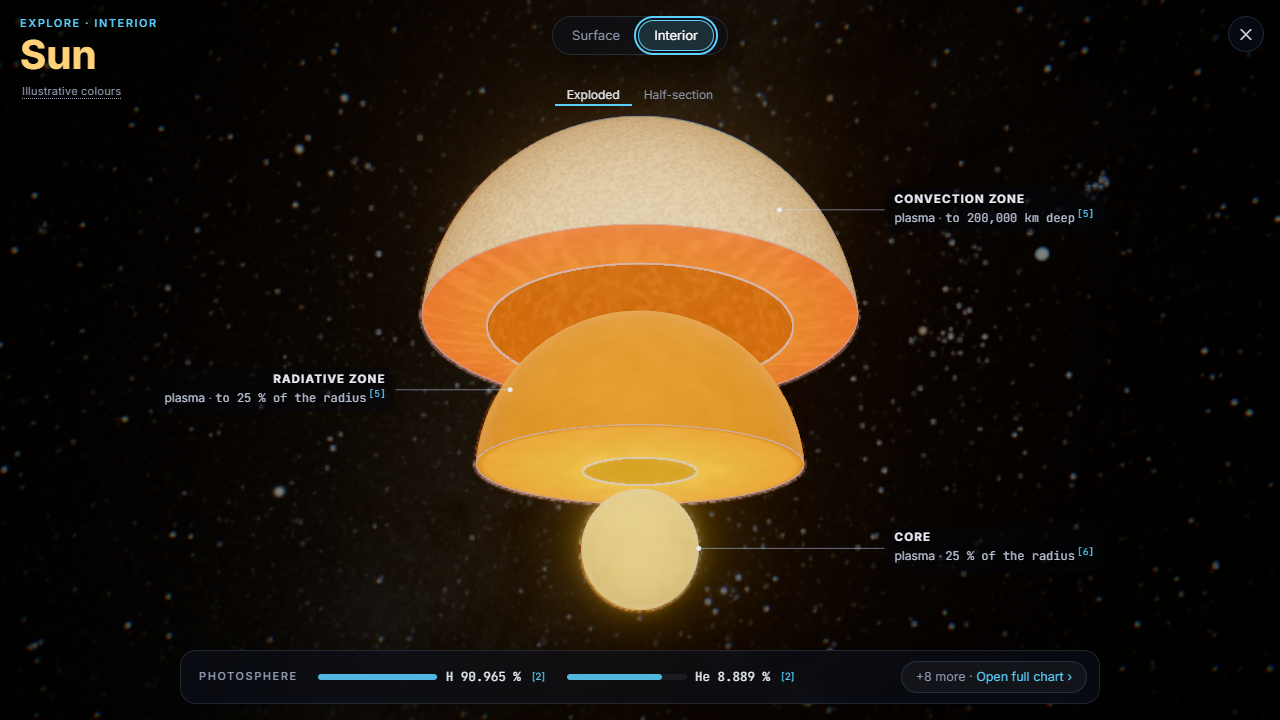 EXPLORE · INTERIOR
Sun
Illustrative colours
Surface
Interior
Exploded
Half-section
CONVECTION ZONE
plasma · to 200,000 km deep [5]
RADIATIVE ZONE
plasma · to 25 % of the radius [5]
CORE
plasma · 25 % of the radius [6]
PHOTOSPHERE
H 90.965 % [2]
He 8.889 % [2]
+8 more · Open full chart ›